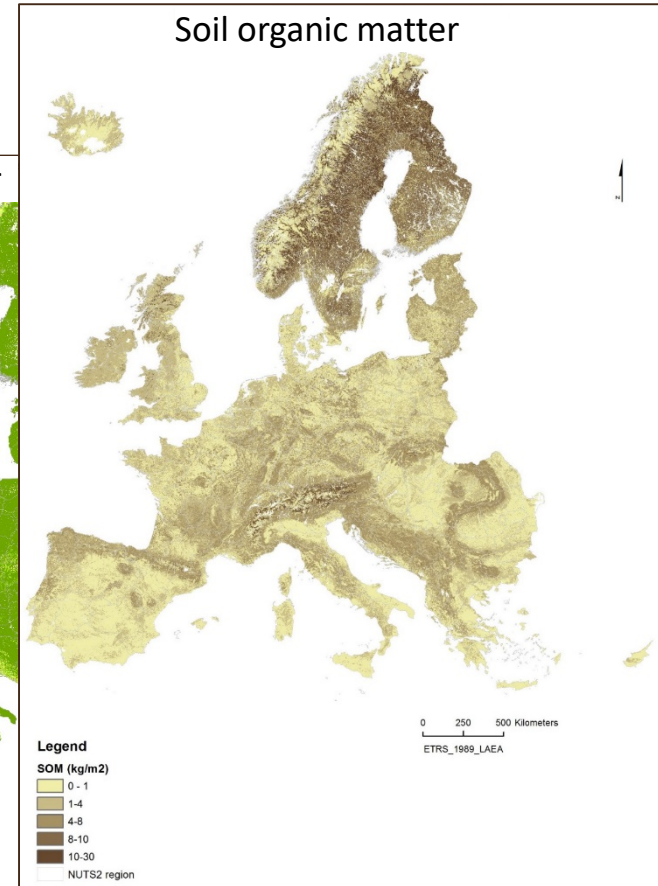 Soil organic matter
N
0 250 500 Kilometers
ETRS_1989_LAEA
Legend
SOM (kg/m2)
0 - 1
1-4
4-8
8-10
10-30
NUTS2 region